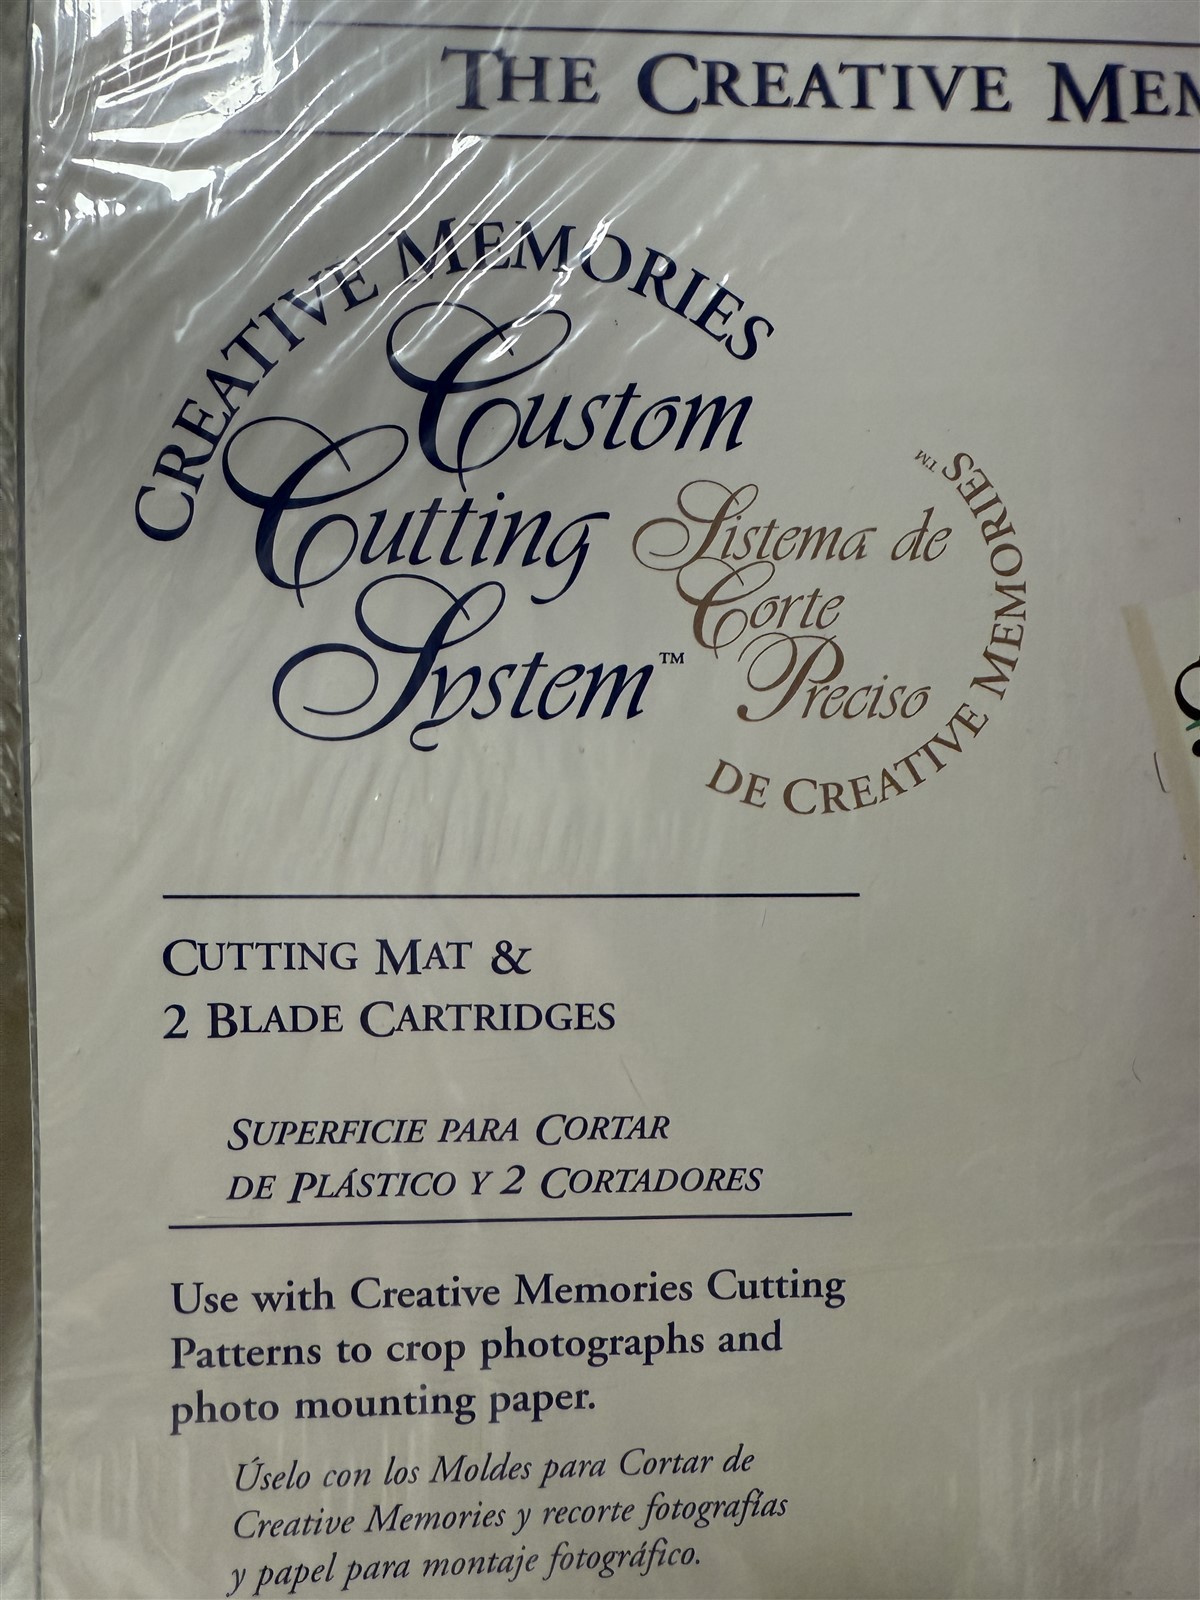 THE CREATIVE
CREATIVE MEMORIES
Custom
Cutting
System™
Sistema de
Corte
Preciso
DE CREATIVE MEMORIES™
CUTTING MAT &
2 BLADE CARTRIDGES
SUPERFICIE PARA CORTAR
DE PLÁSTICO Y 2 CORTADORES
Use with Creative Memories Cutting
Patterns to crop photographs and
photo mounting paper.
Úselo con los Moldes para Cortar de
Creative Memories y recorte fotografías
y papel para montaje fotográfico.